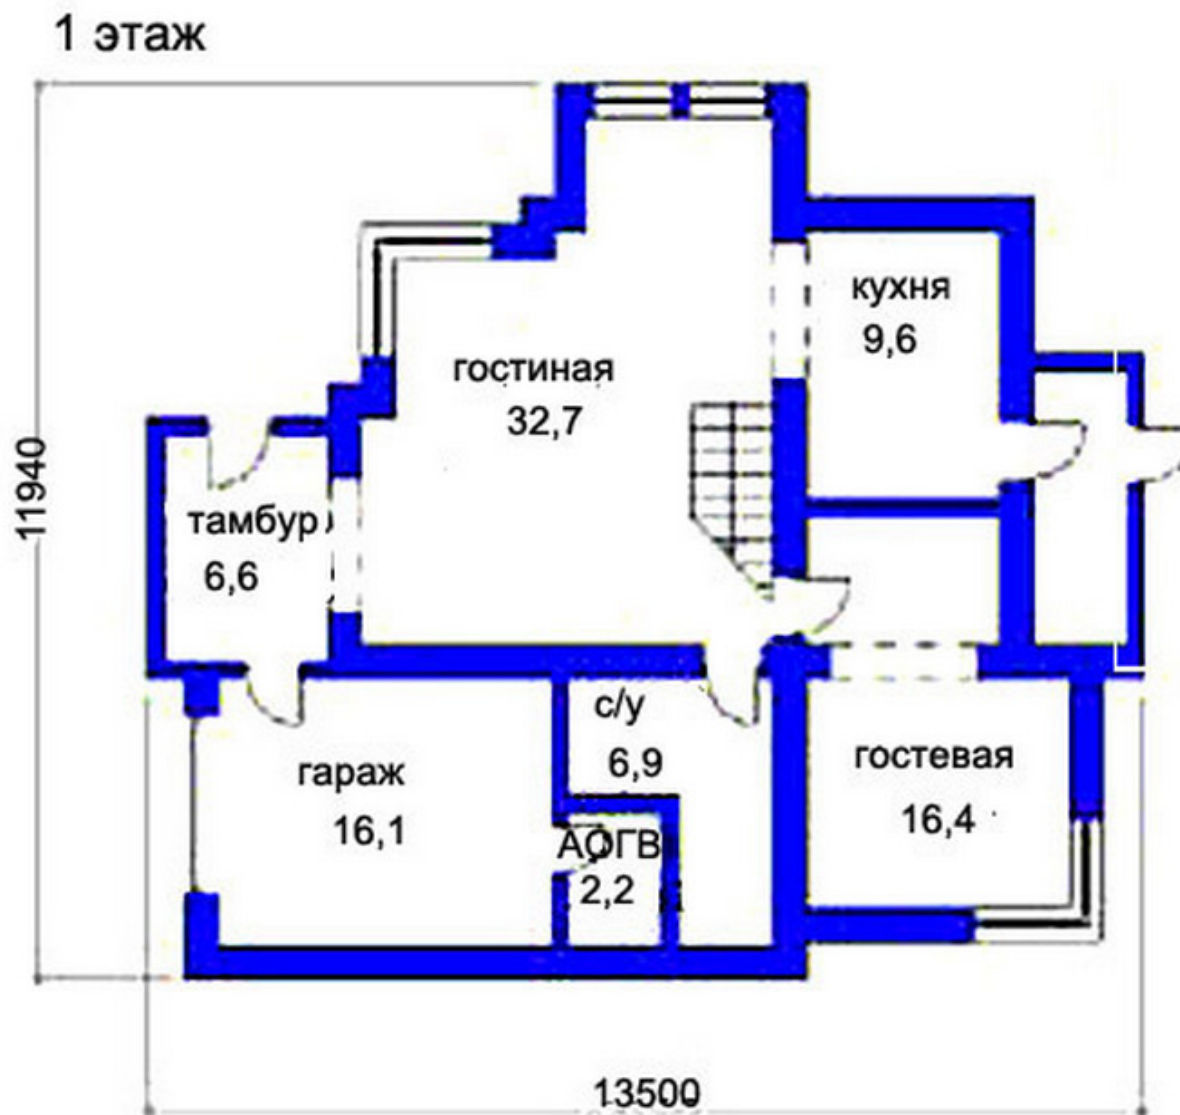 1 этаж
кухня
9,6
гостиная
32,7
11940
тамбур
6,6
с/у
6,9
гостевая
16,4
гараж
16,1
АОГВ
2,2
13500